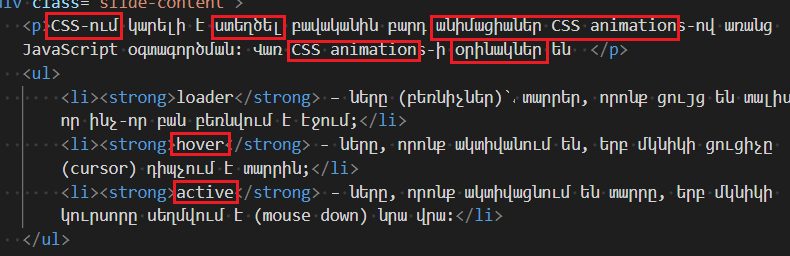 div class="slide-content">
<p>CSS-ում կարելի է ստեղծել բավականին բարդ անիմացիաներ CSS animations-ով առանց
JavaScript օգտագործման: Վառ CSS animations-ի օրինակներ են  </p>
<ul>
<li><strong>loader</strong> – ները (բեռնիչներ)՝ տարրեր, որոնք ցույց են տալիս
որ ինչ-որ բան բեռնվում է էջում;</li>
<li><strong>hover</strong> – ները, որոնք ակտիվանում են, երբ մկնիկի ցուցիչը
(cursor) դիպչում է տարրին;</li>
<li><strong>active</strong> – ները, որոնք ակտիվացնում են տարրը, երբ մկնիկի
կուրսորը սեղմվում է (mouse down) նրա վրա:</li>
</ul>